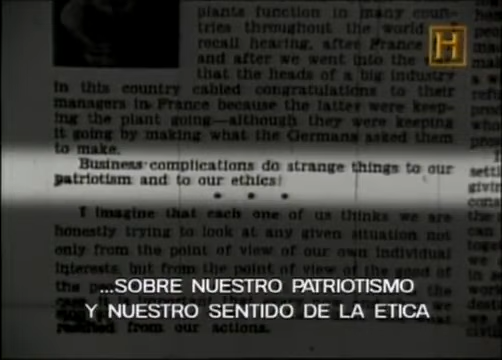 plants function in many coun-
tries throughout the world
recall hearing, after France
and after we went into the
that the heads of a big industry
in this country cabled congratulations to their
managers in France because the latter were keep-
ing the plant going—although they were keeping
it going by making what the Germans asked them
to make.
Business complications do strange things to our
patriotism and to our ethics!
I imagine that each one of us thinks we are
honestly trying to look at any given situation not
only from the point of view of our own individual
interests, but from the point of view of the good of
...SOBRE NUESTRO PATRIOTISMO
Y NUESTRO SENTIDO DE LA ETICA
from our actions.
H